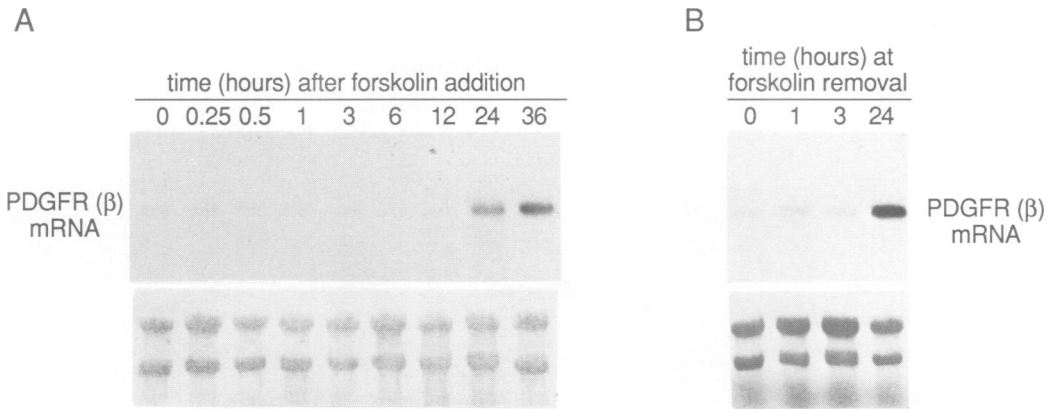 A
time (hours) after forskolin addition
0 0.25 0.5 1 3 6 12 24 36
PDGFR (β)
mRNA
B
time (hours) at
forskolin removal
0 1 3 24
PDGFR (β)
mRNA